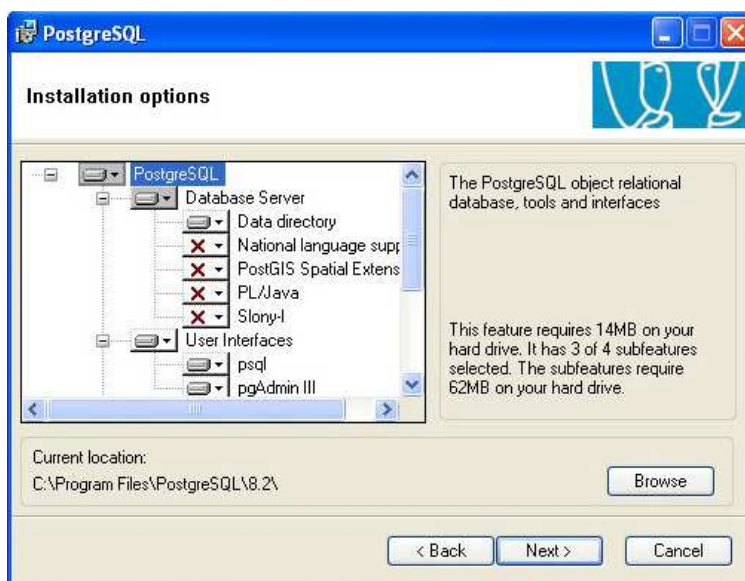 PostgreSQL
Installation options
PostgreSQL
Database Server
Data directory
National language supp
PostGIS Spatial Extens
PL/Java
Slony-I
User Interfaces
psql
pgAdmin III
The PostgreSQL object relational
database, tools and interfaces
This feature requires 14MB on your
hard drive. It has 3 of 4 subfeatures
selected. The subfeatures require
62MB on your hard drive.
Current location:
C:\Program Files\PostgreSQL\8.2\
Browse
< Back
Next >
Cancel